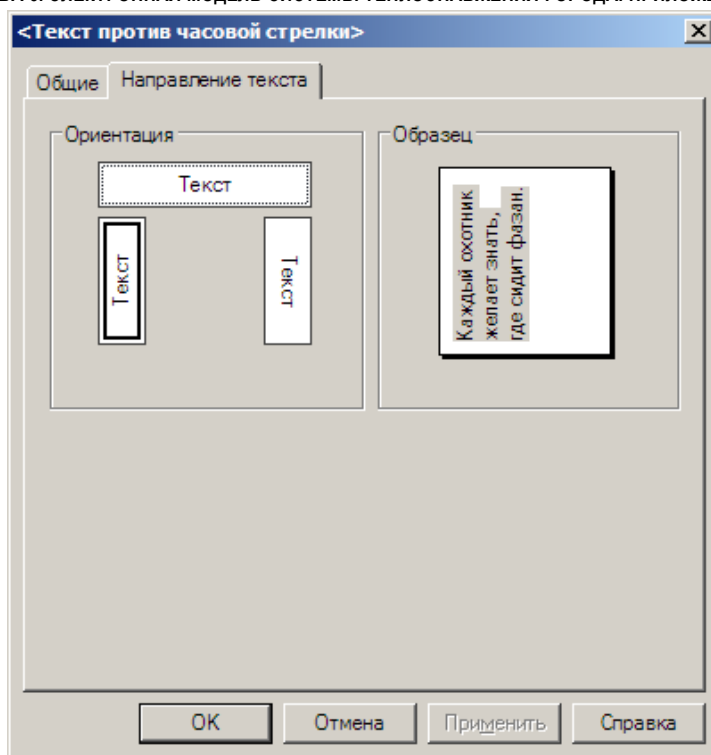 <Текст против часовой стрелки>
Общие
Направление текста
Ориентация
Текст
Текст
Текст
Образец
Каждый охотник
желает знать,
где сидит фазан.
OK
Отмена
Применить
Справка